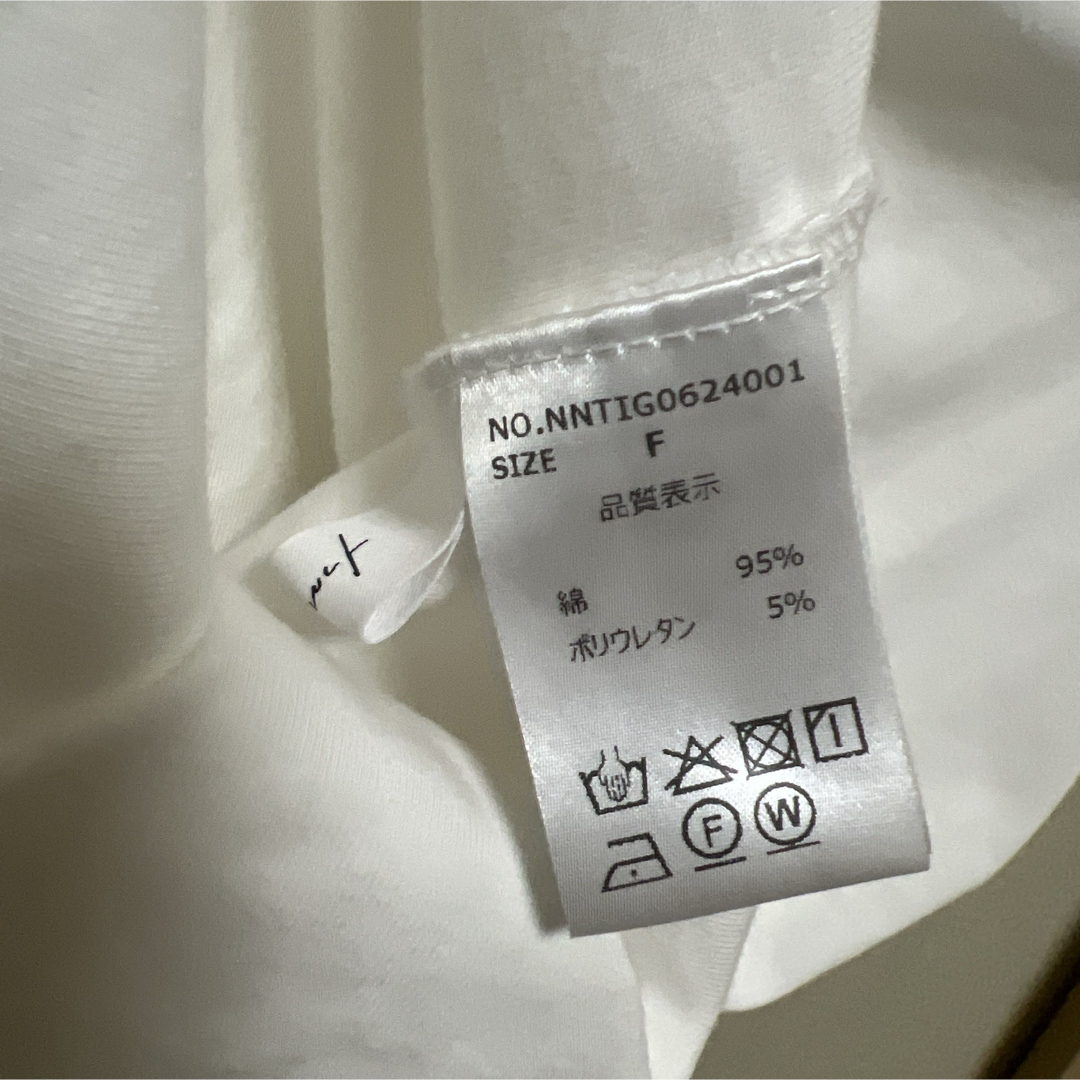 NO.NNTIG0624001
SIZE F
品質表示
綿 95%
ポリウレタン 5%
F W